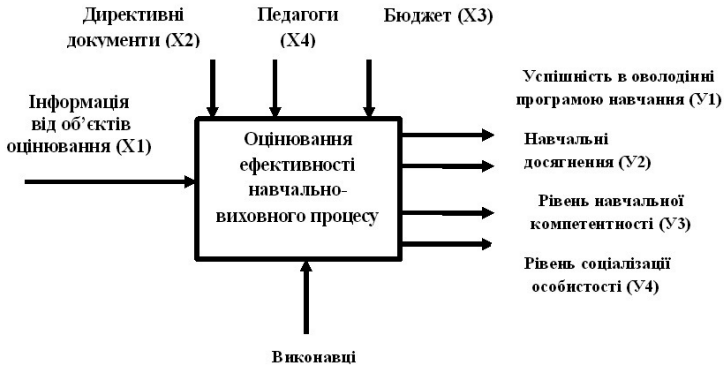 Директивні
документи (Х2)
Педагоги
(Х4)
Бюджет (Х3)
Інформація
від об’єктів
оцінювання (Х1)
Оцінювання
ефективності
навчально-
виховного процесу
Успішність в оволодінні
програмою навчання (У1)
Навчальні
досягнення (У2)
Рівень навчальної
компетентності (У3)
Рівень соціалізації
особистості (У4)
Виконавці